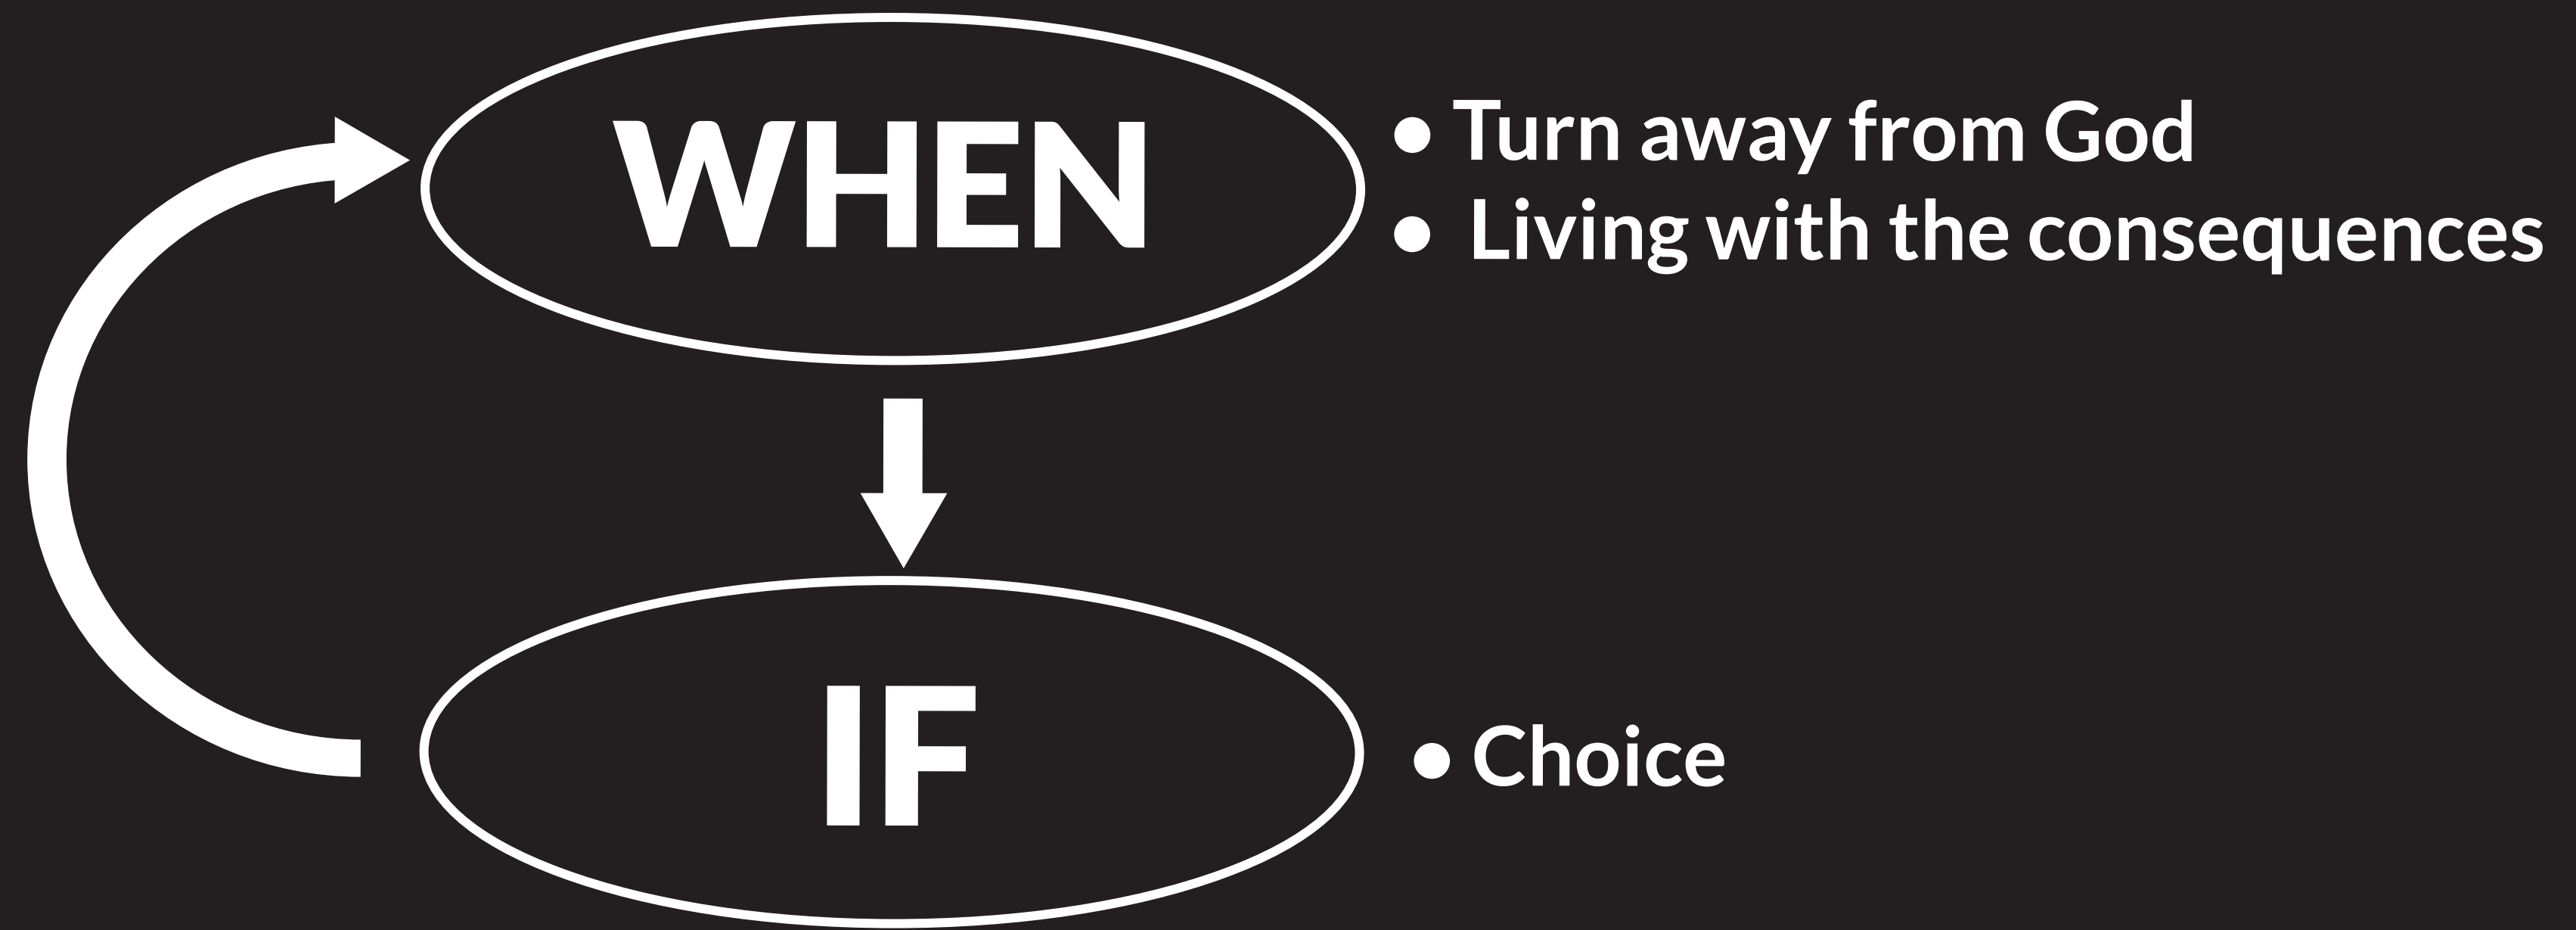 WHEN
• Turn away from God
• Living with the consequences
IF
• Choice